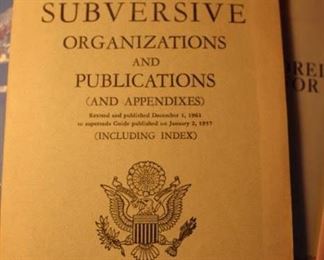 SUBVERSIVE
ORGANIZATIONS
AND
PUBLICATIONS
(AND APPENDIXES)
Revised and published December 1, 1961
to supersede Guide published on January 2, 1957
(INCLUDING INDEX)
OR